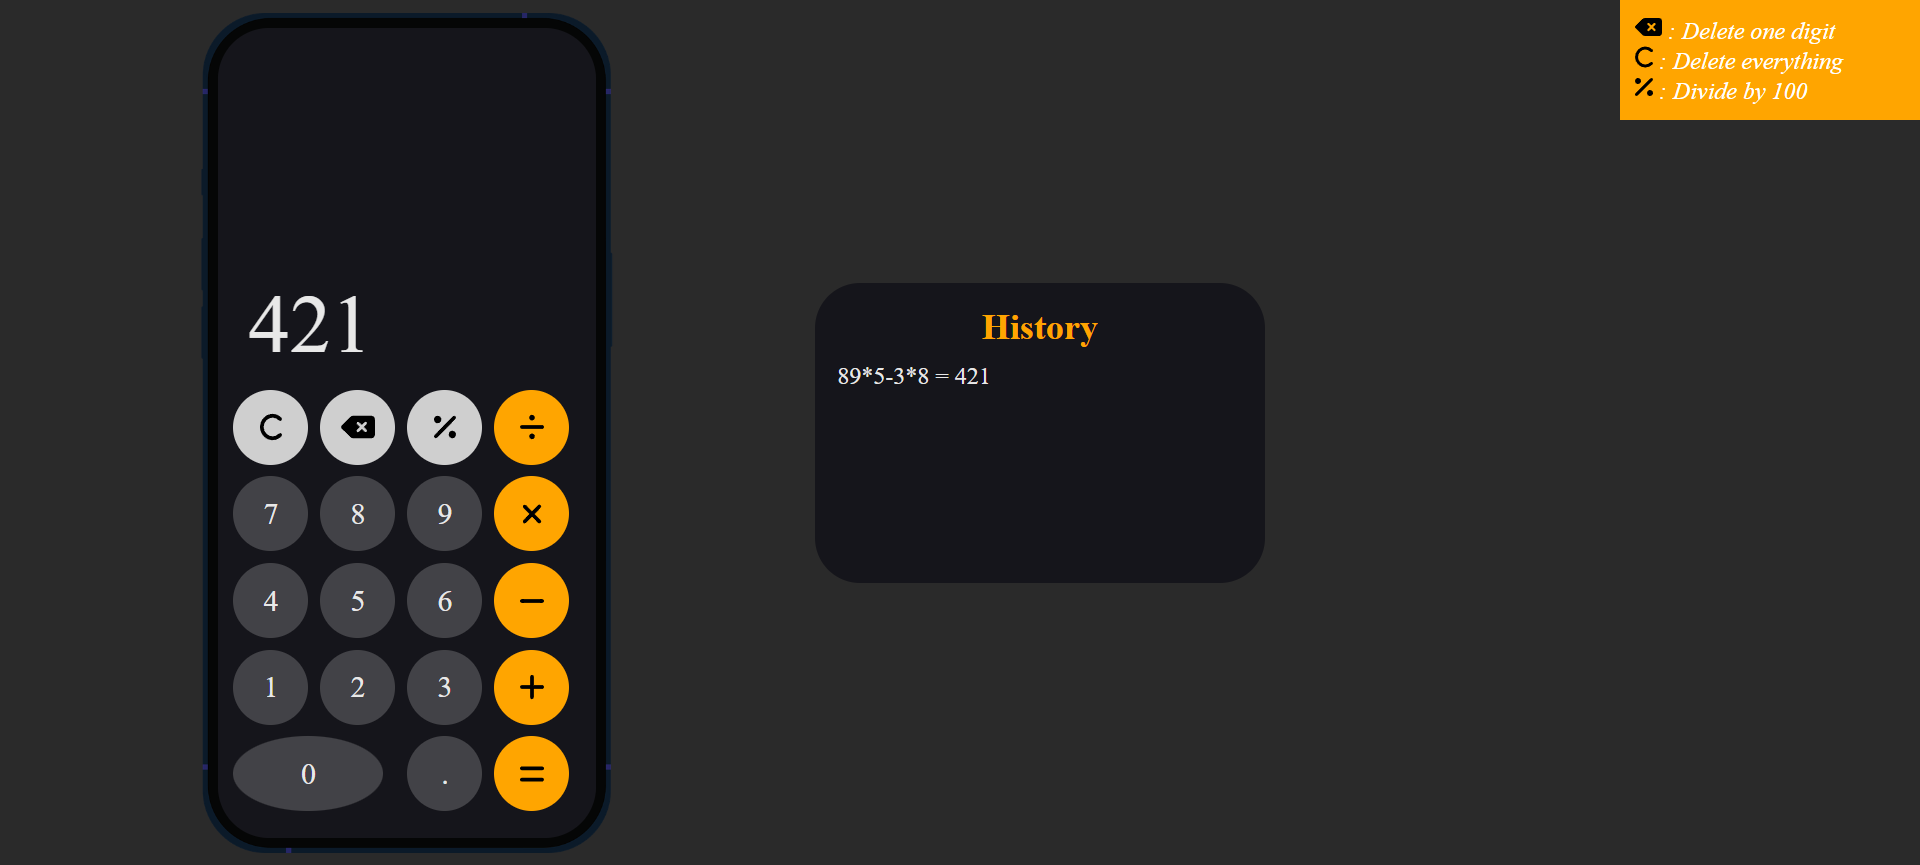 : Delete one digit
C : Delete everything
% : Divide by 100
421
History
89*5-3*8 = 421
C % ÷
7 8 9 ×
4 5 6 −
1 2 3 +
0 . =